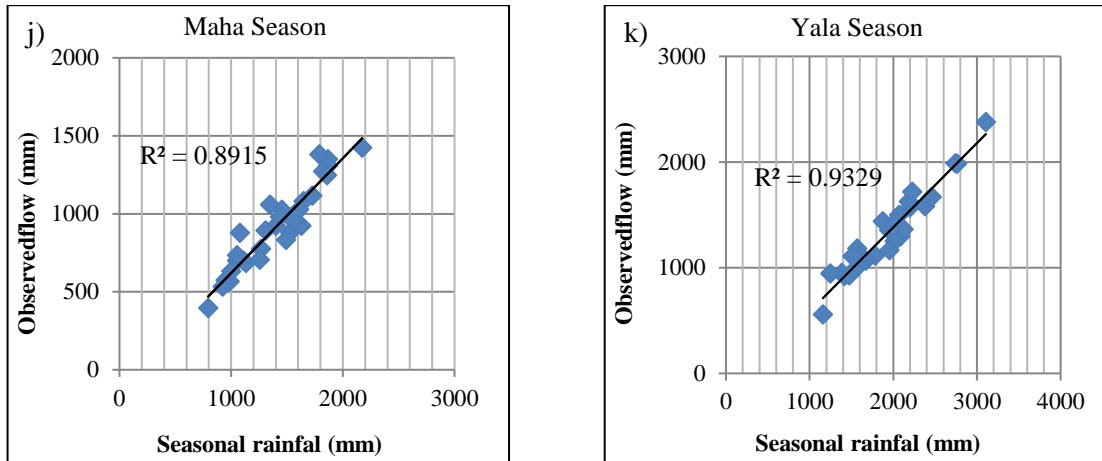 j)
Maha Season
2000
1500
1000
500
0
Observedflow (mm)
R² = 0.8915
0
1000
2000
3000
Seasonal rainfal (mm)
k)
Yala Season
3000
2000
1000
0
Observedflow (mm)
R² = 0.9329
0
1000
2000
3000
4000
Seasonal rainfal (mm)